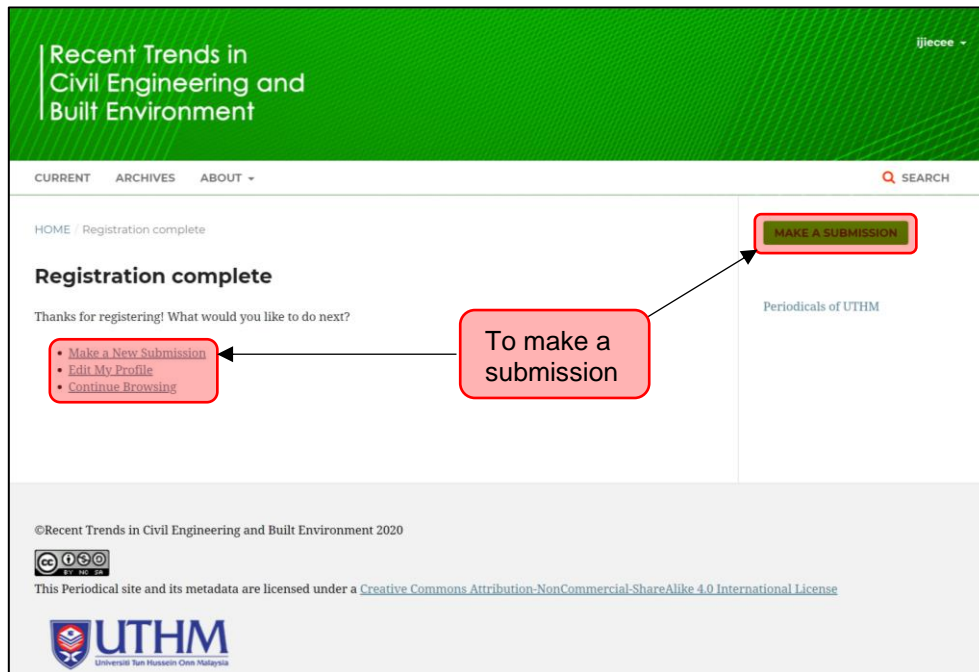 Recent Trends in
Civil Engineering and
Built Environment
ijiecee
CURRENT ARCHIVES ABOUT
SEARCH
HOME / Registration complete
MAKE A SUBMISSION
Registration complete
Thanks for registering! What would you like to do next?
Periodicals of UTHM
• Make a New Submission
• Edit My Profile
• Continue Browsing
To make a
submission
©Recent Trends in Civil Engineering and Built Environment 2020
cc
BY NC SA
This Periodical site and its metadata are licensed under a Creative Commons Attribution-NonCommercial-ShareAlike 4.0 International License
UTHM
Universiti Tun Hussein Onn Malaysia